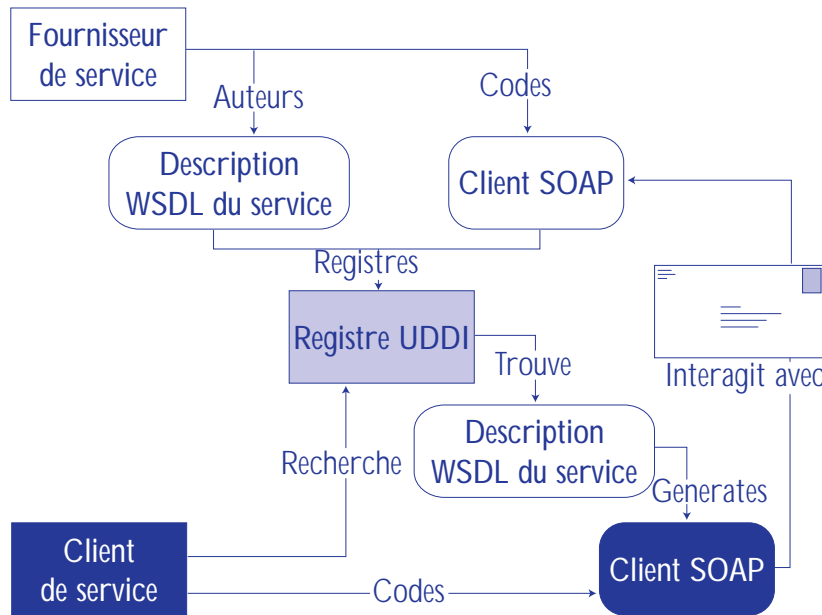 Fournisseur
de service
Auteurs
Codes
Description
WSDL du service
Client SOAP
Registres
Registre UDDI
Trouve
Interagit avec
Description
WSDL du service
Recherche
Generates
Client
de service
Codes
Client SOAP